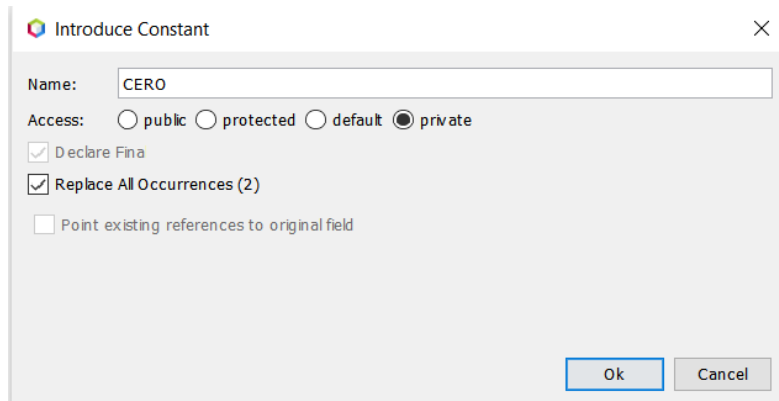 Introduce Constant
Name: CERO
Access: public protected default private
Declare Fina
Replace All Occurrences (2)
Point existing references to original field
Ok Cancel